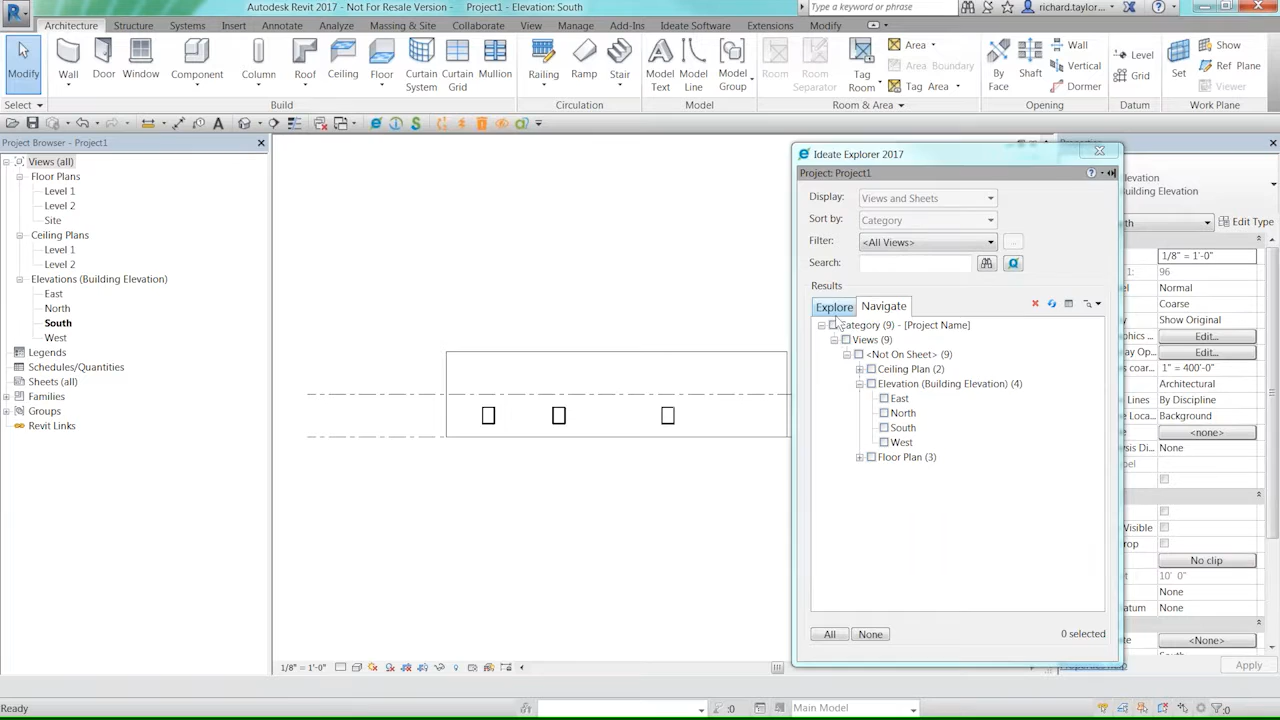 Autodesk Revit 2017 - Not For Resale Version - Project1 - Elevation: South
Type a keyword or phrase
richard.taylor...
Architecture Structure Systems Insert Annotate Analyze Massing & Site Collaborate View Manage Add-Ins Ideate Software Extensions Modify
Modify Wall Door Window Component Column Roof Ceiling Floor Curtain System Curtain Grid Mullion Railing Ramp Stair Model Text Model Line Model Group Room Room Separator Tag Room Area Area Boundary Tag Area By Face Shaft Wall Vertical Dormer Level Grid Set Show Ref Plane Viewer
Select Build Circulation Model Room & Area Opening Datum Work Plane
Project Browser - Project1
Views (all)
Floor Plans
Level 1
Level 2
Site
Ceiling Plans
Level 1
Level 2
Elevations (Building Elevation)
East
North
South
West
Legends
Schedules/Quantities
Sheets (all)
Families
Groups
Revit Links
1/8" = 1'-0"
Ideate Explorer 2017
Project: Project1
Display: Views and Sheets
Sort by: Category
Filter: <All Views> ...
Search:
Results
Explore Navigate
Category (9) - [Project Name]
Views (9)
<Not On Sheet> (9)
Ceiling Plan (2)
Elevation (Building Elevation) (4)
East
North
South
West
Floor Plan (3)
All None 0 selected
Elevation
Building Elevation
Edit Type
1/8" = 1'-0"
1: 96
Normal
Coarse
Show Original
Edit...
Edit...
1" = 400'-0"
Architectural
Lines By Discipline
Background
<none>
None
No clip
10' 0"
None
None
<None>
South
Properties help Apply
Ready :0 Main Model :0